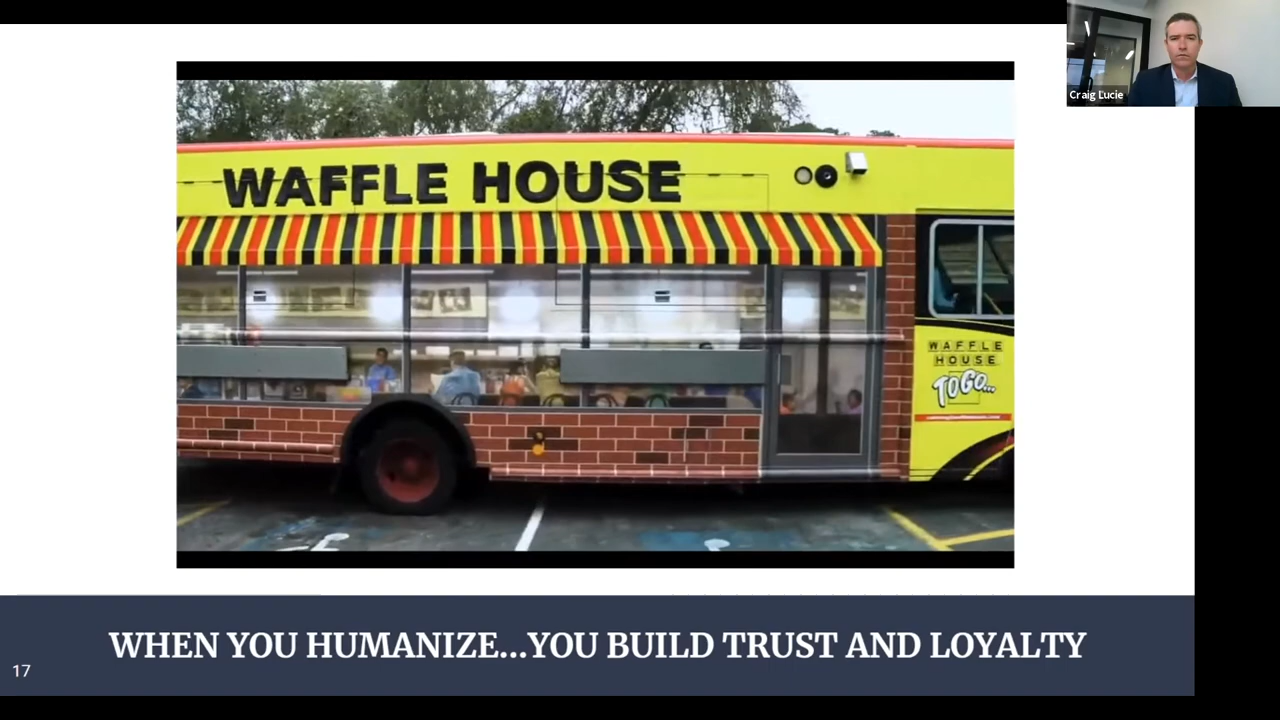 Craig Lucie
WAFFLE HOUSE
WAFFLE
HOUSE
TO GO...
WHEN YOU HUMANIZE...YOU BUILD TRUST AND LOYALTY
17